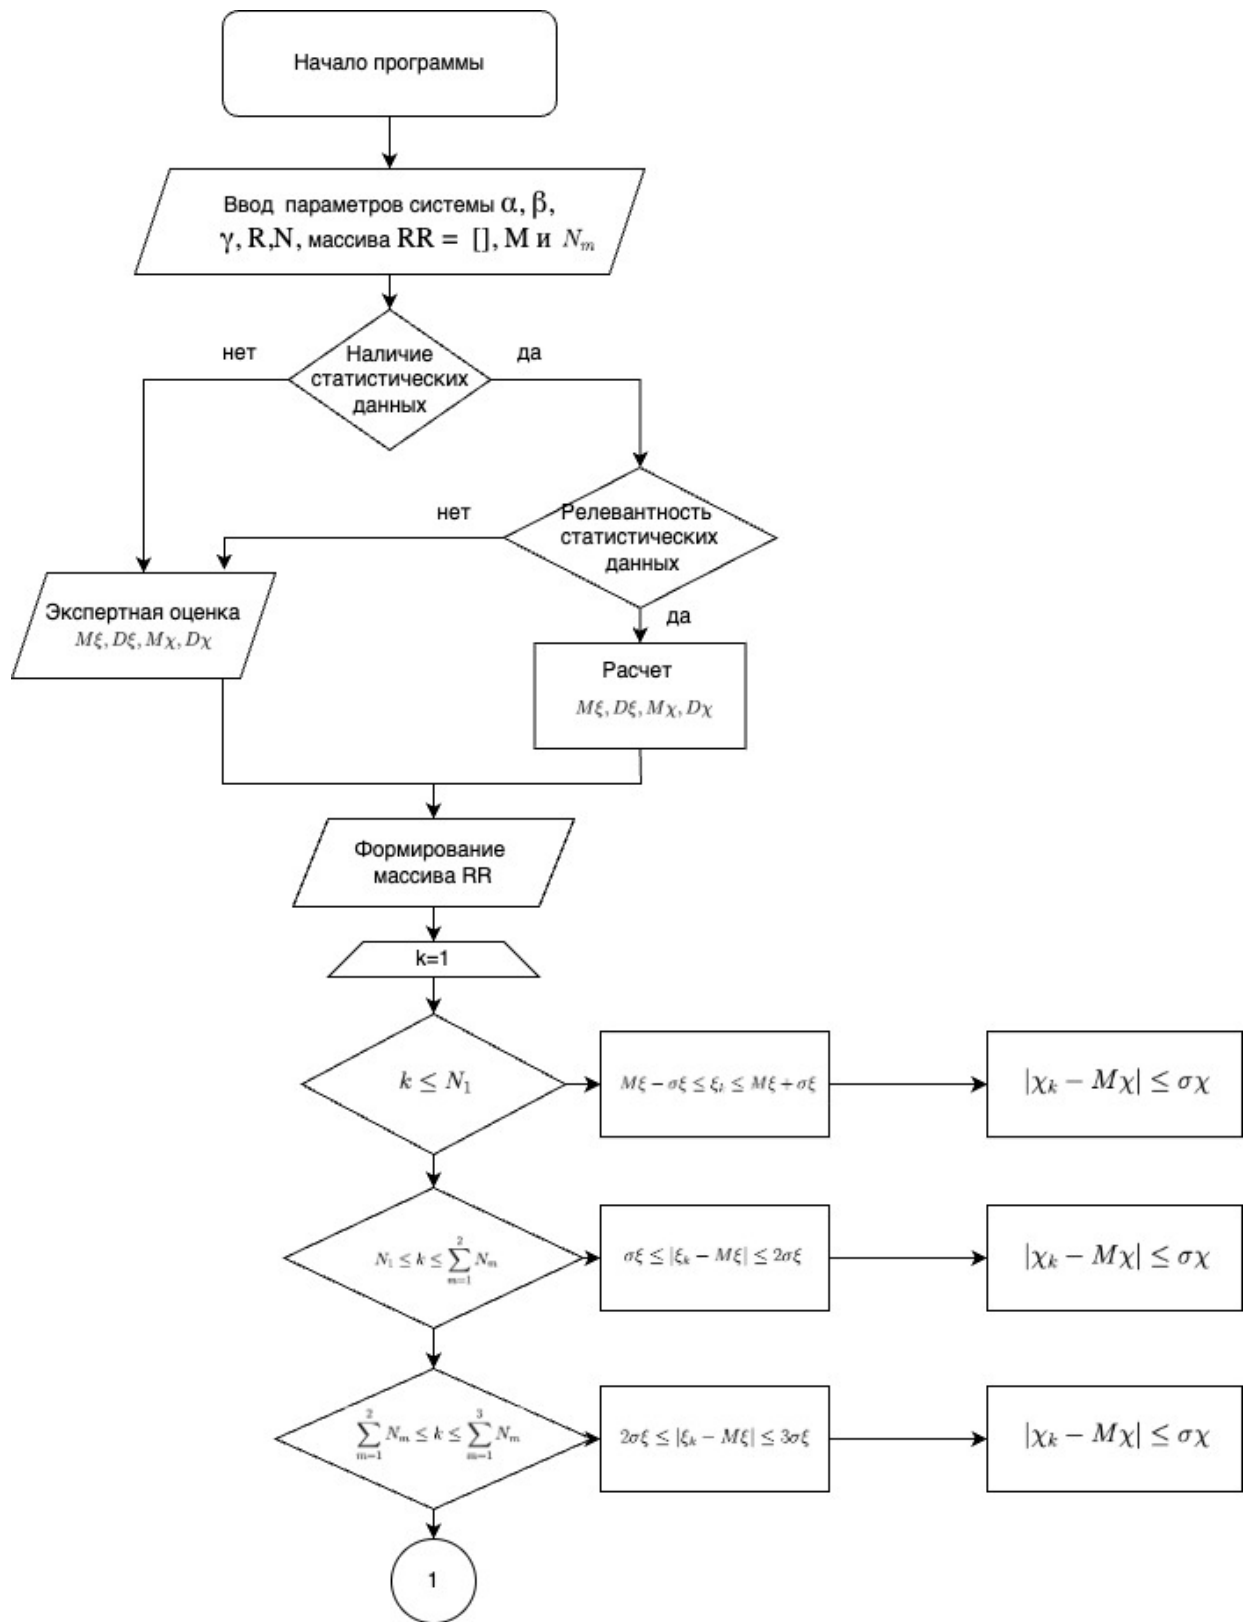 Начало программы
Ввод параметров системы α, β,
γ, R,N, массива RR = [], M и N_m
нет
Наличие
статистических
данных
да
нет
Релевантность
статистических
данных
да
Экспертная оценка
Mξ, Dξ, Mχ, Dχ
Расчет
Mξ, Dξ, Mχ, Dχ
Формирование
массива RR
k=1
k ≤ N_1
Mξ − σξ ≤ ξ_k ≤ Mξ + σξ
|χ_k − Mχ| ≤ σχ
N_1 ≤ k ≤ ∑_{m=1}^{2} N_m
σξ ≤ |ξ_k − Mξ| ≤ 2σξ
|χ_k − Mχ| ≤ σχ
∑_{m=1}^{2} N_m ≤ k ≤ ∑_{m=1}^{3} N_m
2σξ ≤ |ξ_k − Mξ| ≤ 3σξ
|χ_k − Mχ| ≤ σχ
1